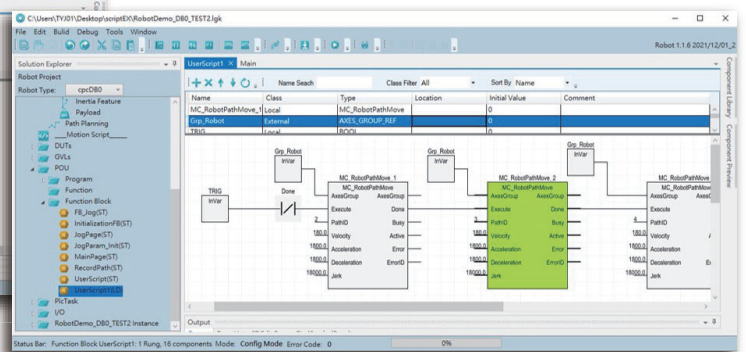 C:\Users\TYJ01\Desktop\scriptEX\RobotDemo_DB0_TEST2.lgk
File Edit Bulid Debug Tools Window
Robot 1.1.6 2021/12/01_2
Solution Explorer
Robot Project
Robot Type: cpcDB0
Inertia Feature
Payload
Path Planning
__Motion Script__
DUTs
GVLs
POU
Program
Function
Function Block
FB_Jog(ST)
InitializationFB(ST)
JogPage(ST)
JogParam_Init(ST)
MainPage(ST)
RecordPath(ST)
UserScript(ST)
UserScript1(LD)
PlcTask
I/O
RobotDemo_DB0_TEST2 Instance
UserScript1 × Main
Name Seach Class Filter All Sort By Name
Name Class Type Location Initial Value Comment
MC_RobotPathMove_1 Local MC_RobotPathMove 0
Grp_Robot External AXES_GROUP_REF 0
TRIG Local BOOL 0
Grp_Robot
InVar
Grp_Robot
InVar
Grp_Robot
InVar
TRIG
InVar
Done
MC_RobotPathMove_1
MC_RobotPathMove
AxesGroup AxesGroup
Execute Done
2 PathID Busy
180.0 Velocity Active
1800.0 Acceleration Error
1800.0 Deceleration ErrorID
18000.0 Jerk
MC_RobotPathMove_2
MC_RobotPathMove
AxesGroup AxesGroup
Execute Done
3 PathID Busy
180.0 Velocity Active
1800.0 Acceleration Error
1800.0 Deceleration ErrorID
18000.0 Jerk
MC_RobotPathMove
MC_RobotPathMov
AxesGroup AxesG
Execute
4 PathID
180.0 Velocity
1800.0 Acceleration
1800.0 Deceleration
18000.0 Jerk
Output
Component Library
Component Preview
Status Bar: Function Block UserScript1: 1 Rung, 16 components Mode: Config Mode Error Code: 0
0%